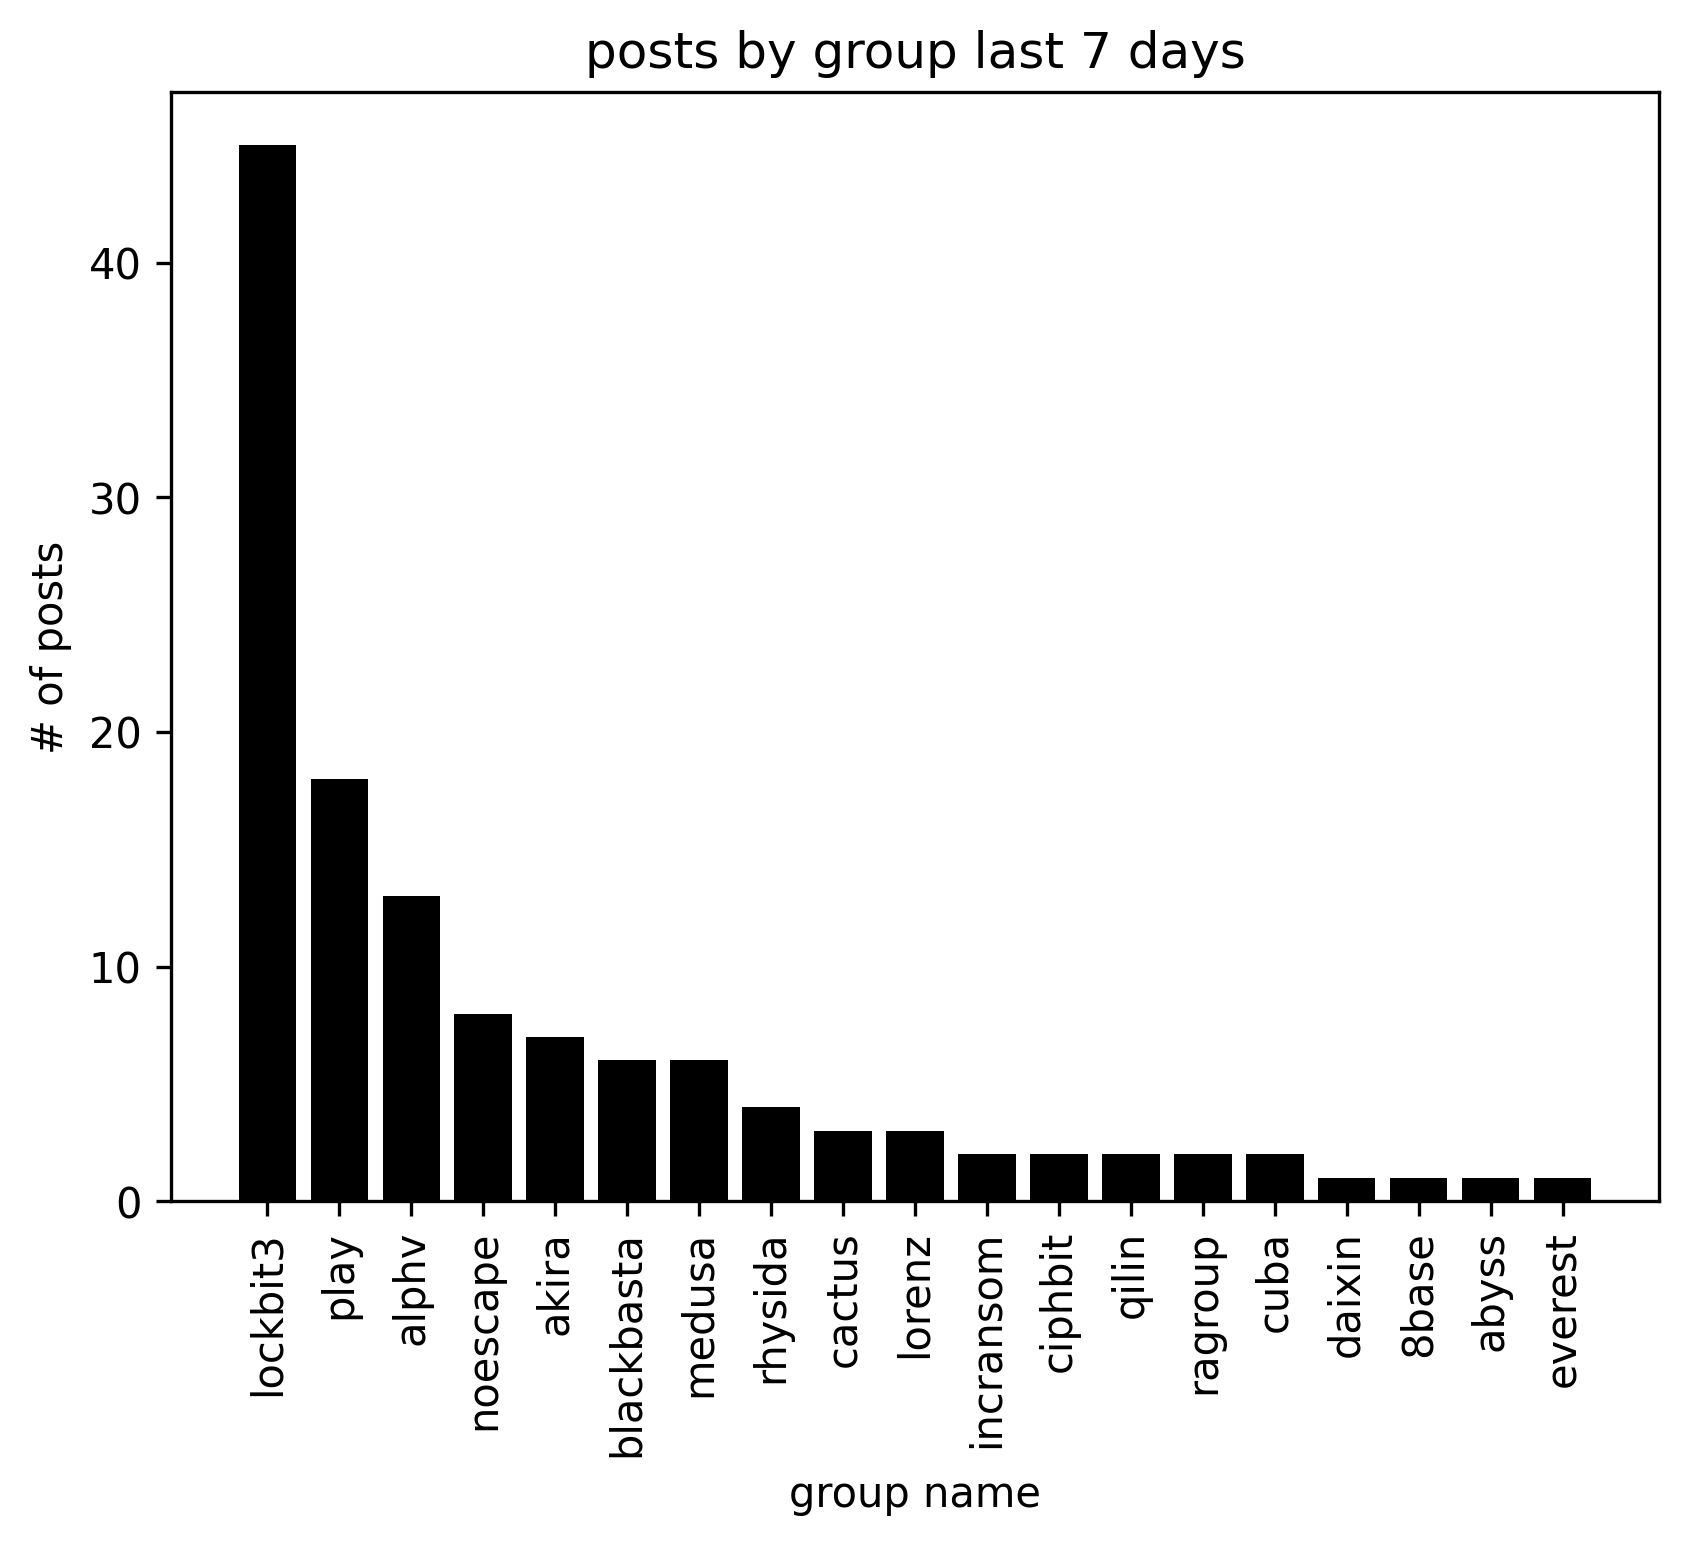 posts by group last 7 days
# of posts
40
30
20
10
0
lockbit3
play
alphv
noescape
akira
blackbasta
medusa
rhysida
cactus
lorenz
incransom
ciphbit
qilin
ragroup
cuba
daixin
8base
abyss
everest
group name